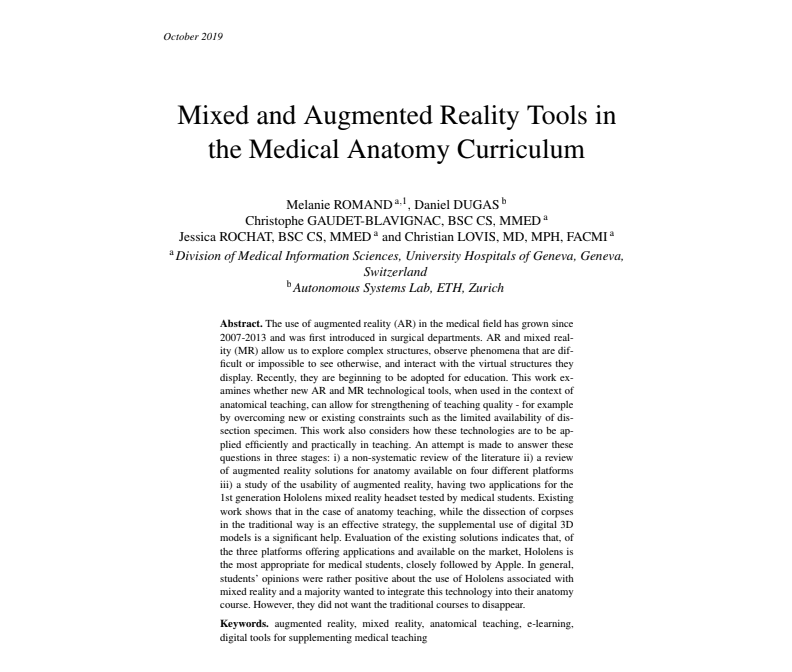 October 2019
Mixed and Augmented Reality Tools in
the Medical Anatomy Curriculum
Melanie ROMAND a,1, Daniel DUGAS b
Christophe GAUDET-BLAVIGNAC, BSC CS, MMED a
Jessica ROCHAT, BSC CS, MMED a and Christian LOVIS, MD, MPH, FACMI a
a Division of Medical Information Sciences, University Hospitals of Geneva, Geneva,
Switzerland
b Autonomous Systems Lab, ETH, Zurich
Abstract. The use of augmented reality (AR) in the medical field has grown since
2007-2013 and was first introduced in surgical departments. AR and mixed real-
ity (MR) allow us to explore complex structures, observe phenomena that are dif-
ficult or impossible to see otherwise, and interact with the virtual structures they
display. Recently, they are beginning to be adopted for education. This work ex-
amines whether new AR and MR technological tools, when used in the context of
anatomical teaching, can allow for strengthening of teaching quality - for example
by overcoming new or existing constraints such as the limited availability of dis-
section specimen. This work also considers how these technologies are to be ap-
plied efficiently and practically in teaching. An attempt is made to answer these
questions in three stages: i) a non-systematic review of the literature ii) a review
of augmented reality solutions for anatomy available on four different platforms
iii) a study of the usability of augmented reality, having two applications for the
1st generation Hololens mixed reality headset tested by medical students. Existing
work shows that in the case of anatomy teaching, while the dissection of corpses
in the traditional way is an effective strategy, the supplemental use of digital 3D
models is a significant help. Evaluation of the existing solutions indicates that, of
the three platforms offering applications and available on the market, Hololens is
the most appropriate for medical students, closely followed by Apple. In general,
students' opinions were rather positive about the use of Hololens associated with
mixed reality and a majority wanted to integrate this technology into their anatomy
course. However, they did not want the traditional courses to disappear.
Keywords. augmented reality, mixed reality, anatomical teaching, e-learning,
digital tools for supplementing medical teaching